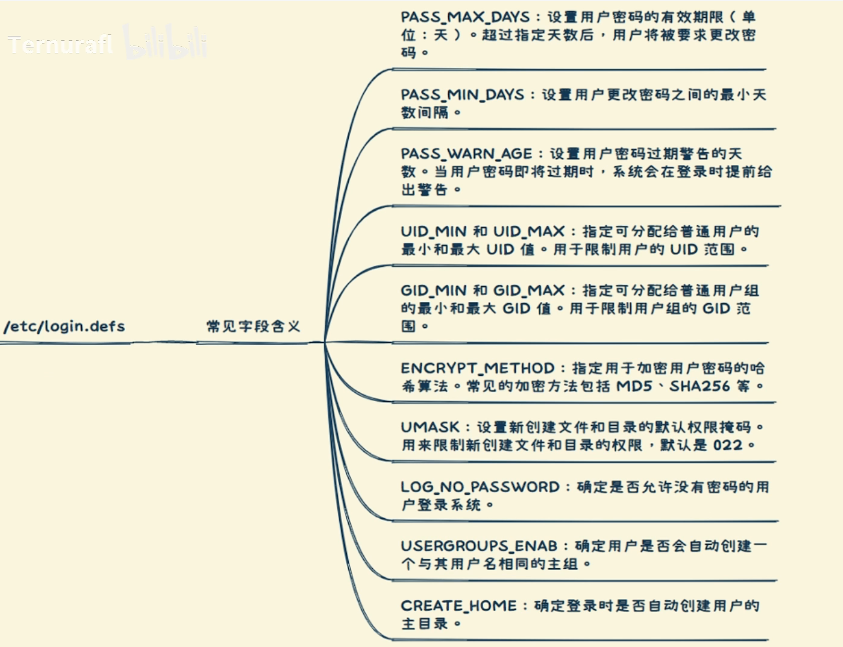 Ternurafl bilibili
PASS_MAX_DAYS：设置用户密码的有效期限（单
位：天）。超过指定天数后，用户将被要求更改密
码。
PASS_MIN_DAYS：设置用户更改密码之间的最小天
数间隔。
PASS_WARN_AGE：设置用户密码过期警告的天
数。当用户密码即将过期时，系统会在登录时提前给
出警告。
UID_MIN 和 UID_MAX：指定可分配给普通用户的
最小和最大 UID 值。用于限制用户的 UID 范围。
GID_MIN 和 GID_MAX：指定可分配给普通用户组
的最小和最大 GID 值。用于限制用户组的 GID 范
围。
/etc/login.defs
常见字段含义
ENCRYPT_METHOD：指定用于加密用户密码的哈
希算法。常见的加密方法包括 MD5、SHA256 等。
UMASK：设置新创建文件和目录的默认权限掩码。
用来限制新创建文件和目录的权限，默认是 022。
LOG_NO_PASSWORD：确定是否允许没有密码的用
户登录系统。
USERGROUPS_ENAB：确定用户是否会自动创建一
个与其用户名相同的主组。
CREATE_HOME：确定登录时是否自动创建用户的
主目录。